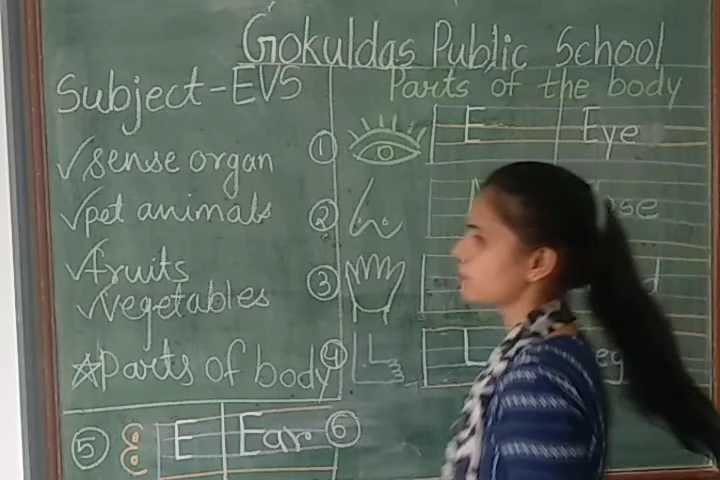 Gokuldas Public School
Subject-EVS
✓sense organ
✓pet animals
✓fruits
✓Vegetables
☆Parts of body
Parts of the body
① E Eye
②
③
④ L
⑤ E Ear
⑥